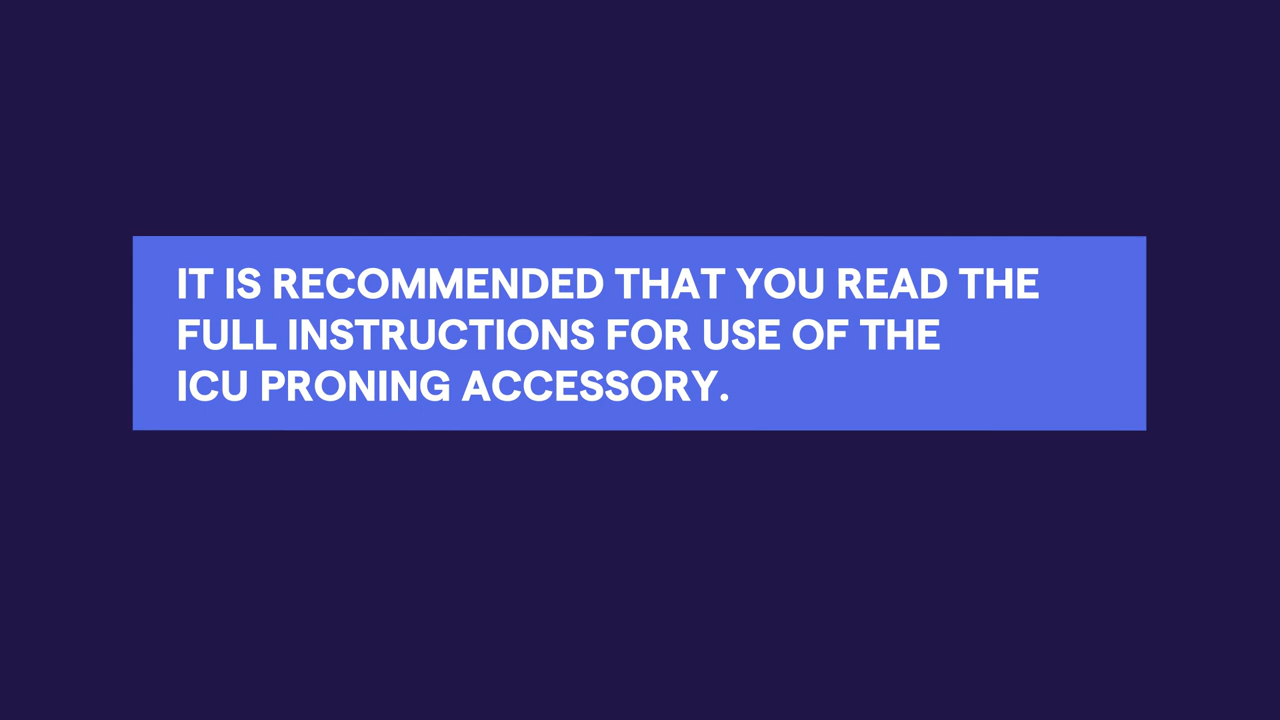 IT IS RECOMMENDED THAT YOU READ THE
FULL INSTRUCTIONS FOR USE OF THE
ICU PRONING ACCESSORY.